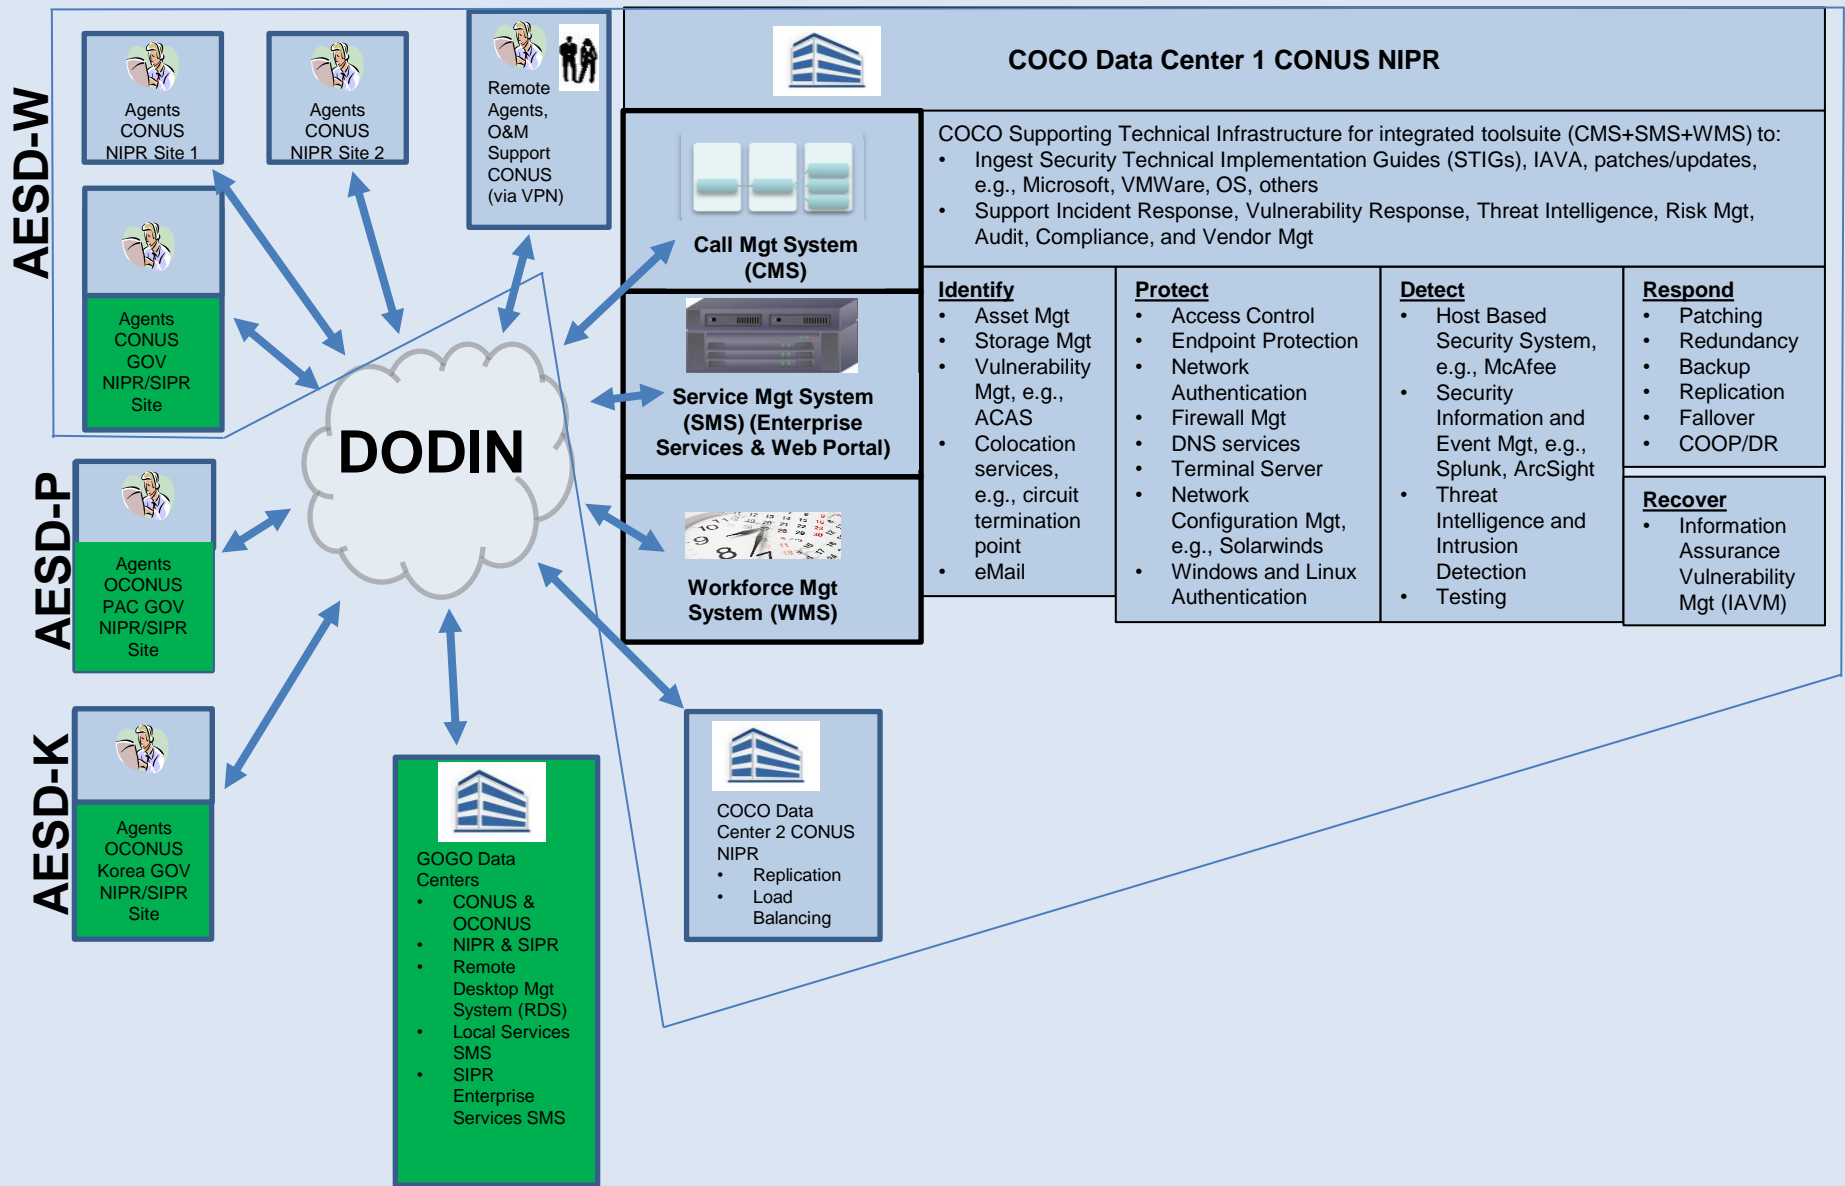 AESD-W
Agents
CONUS
NIPR Site 1
Agents
CONUS
NIPR Site 2
Remote
Agents,
O&M
Support
CONUS
(via VPN)
Agents
CONUS
GOV
NIPR/SIPR
Site
AESD-P
Agents
OCONUS
PAC GOV
NIPR/SIPR
Site
AESD-K
Agents
OCONUS
Korea GOV
NIPR/SIPR
Site
DODIN
GOGO Data
Centers
• CONUS &
OCONUS
• NIPR & SIPR
• Remote
Desktop Mgt
System (RDS)
• Local Services
SMS
• SIPR
Enterprise
Services SMS
COCO Data
Center 2 CONUS
NIPR
• Replication
• Load
Balancing
COCO Data Center 1 CONUS NIPR
Call Mgt System
(CMS)
Service Mgt System
(SMS) (Enterprise
Services & Web Portal)
Workforce Mgt
System (WMS)
COCO Supporting Technical Infrastructure for integrated toolsuite (CMS+SMS+WMS) to:
• Ingest Security Technical Implementation Guides (STIGs), IAVA, patches/updates,
e.g., Microsoft, VMWare, OS, others
• Support Incident Response, Vulnerability Response, Threat Intelligence, Risk Mgt,
Audit, Compliance, and Vendor Mgt
Identify
• Asset Mgt
• Storage Mgt
• Vulnerability
Mgt, e.g.,
ACAS
• Colocation
services,
e.g., circuit
termination
point
• eMail
Protect
• Access Control
• Endpoint Protection
• Network
Authentication
• Firewall Mgt
• DNS services
• Terminal Server
• Network
Configuration Mgt,
e.g., Solarwinds
• Windows and Linux
Authentication
Detect
• Host Based
Security System,
e.g., McAfee
• Security
Information and
Event Mgt, e.g.,
Splunk, ArcSight
• Threat
Intelligence and
Intrusion
Detection
• Testing
Respond
• Patching
• Redundancy
• Backup
• Replication
• Fallover
• COOP/DR
Recover
• Information
Assurance
Vulnerability
Mgt (IAVM)